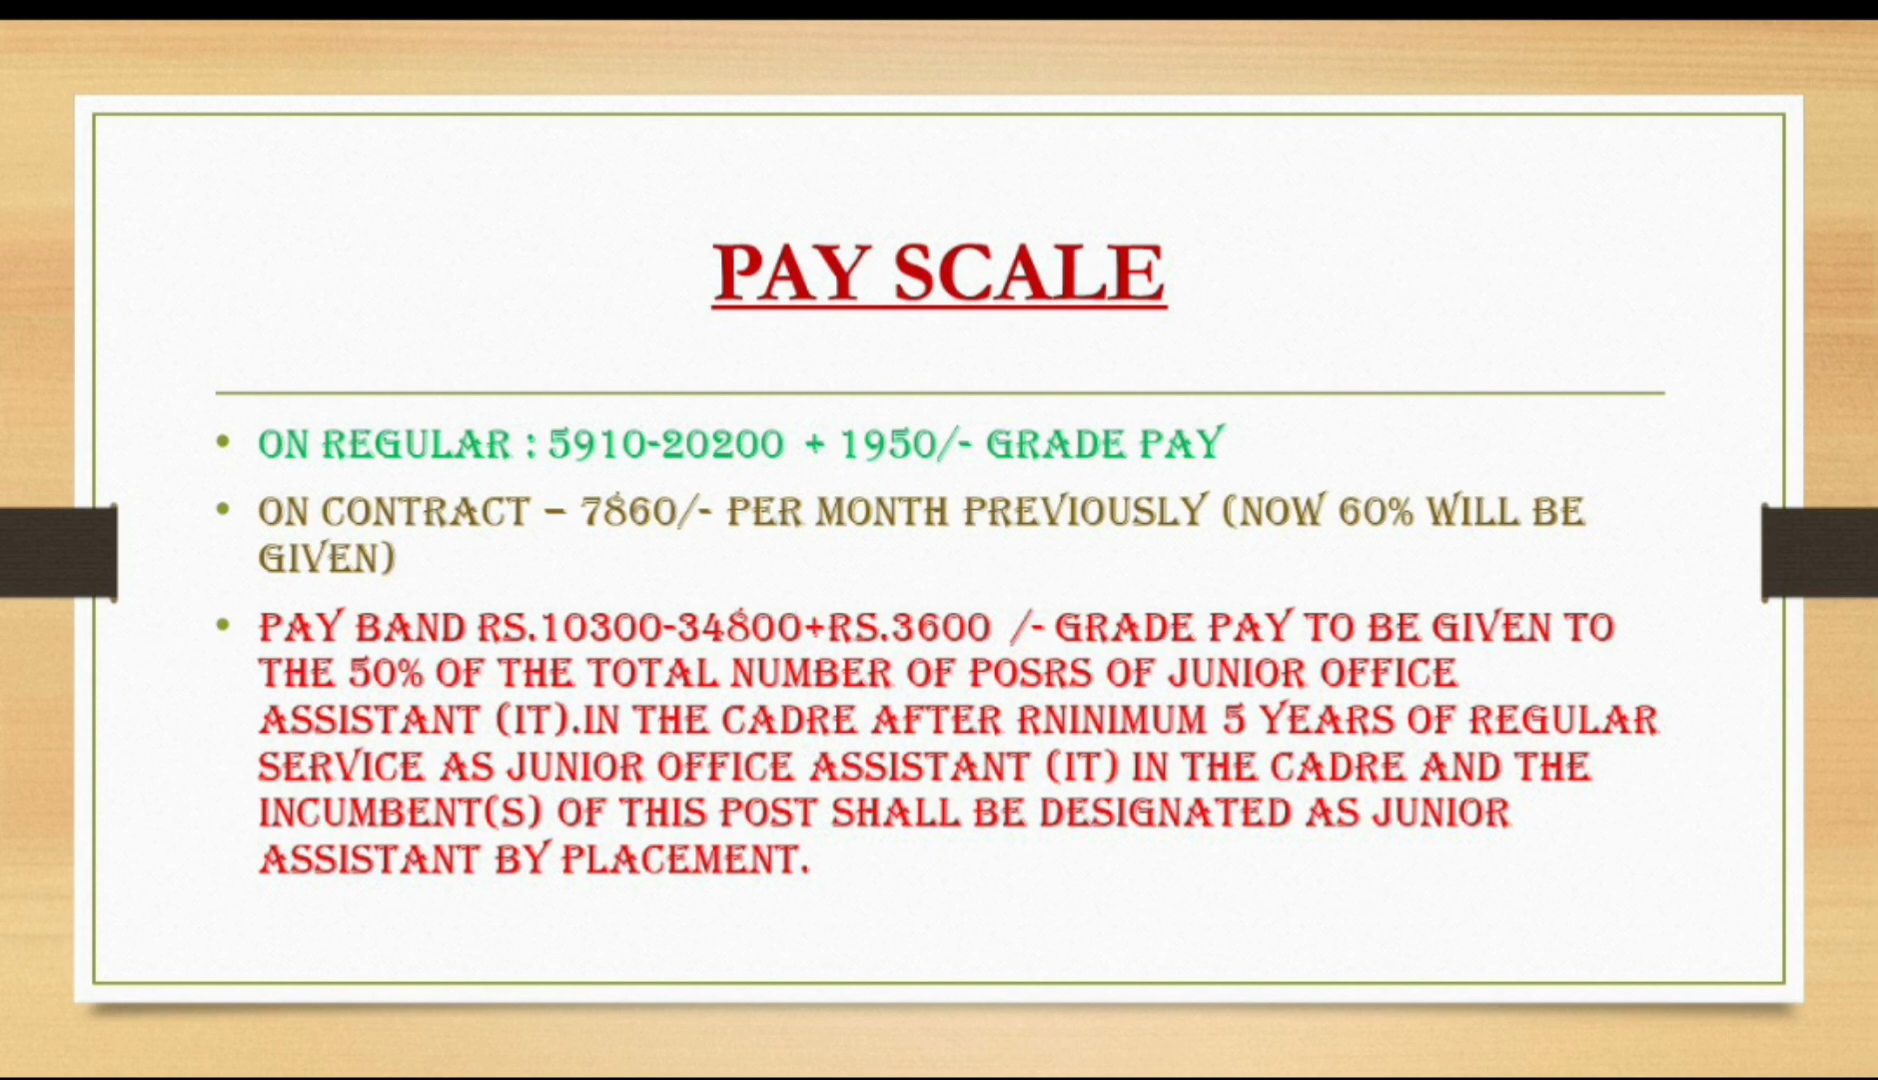 PAY SCALE
• ON REGULAR : 5910-20200 + 1950/- GRADE PAY
• ON CONTRACT – 7860/- PER MONTH PREVIOUSLY (NOW 60% WILL BE
GIVEN)
• PAY BAND RS.10300-34800+RS.3600 /- GRADE PAY TO BE GIVEN TO
THE 50% OF THE TOTAL NUMBER OF POSRS OF JUNIOR OFFICE
ASSISTANT (IT).IN THE CADRE AFTER RNINIMUM 5 YEARS OF REGULAR
SERVICE AS JUNIOR OFFICE ASSISTANT (IT) IN THE CADRE AND THE
INCUMBENT(S) OF THIS POST SHALL BE DESIGNATED AS JUNIOR
ASSISTANT BY PLACEMENT.